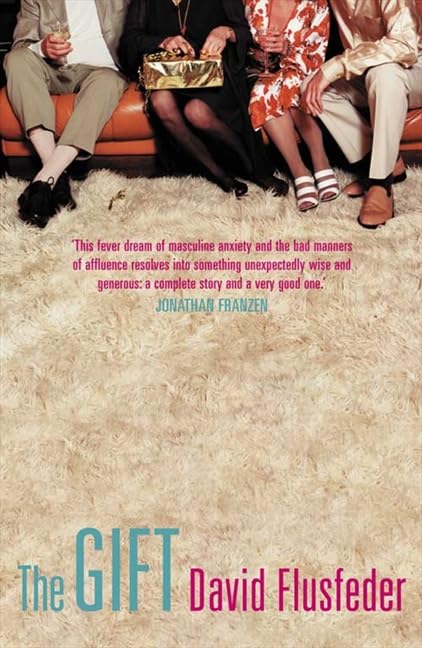 'This fever dream of masculine anxiety and the bad manners
of affluence resolves into something unexpectedly wise and
generous: a complete story and a very good one.'
JONATHAN FRANZEN
The GIFT David Flusfeder